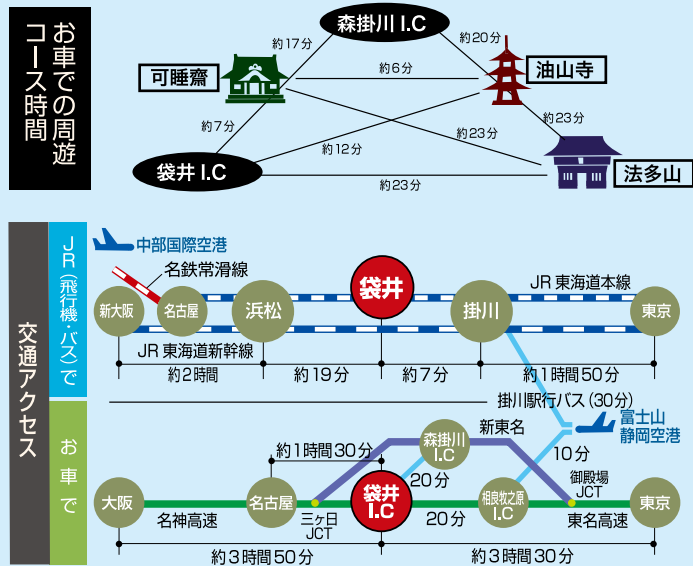 お車での周遊
コース時間
森掛川I.C
約17分
約20分
可睡齋
約6分
油山寺
約7分
約12分
約23分
約23分
袋井I.C
約23分
法多山
交通アクセス
JR(飛行機・バス)で
中部国際空港
名鉄常滑線
新大阪
名古屋
浜松
袋井
掛川
JR東海道本線
東京
JR東海道新幹線
約2時間
約19分
約7分
約1時間50分
掛川駅行バス(30分)
富士山
静岡空港
お車で
約1時間30分
森掛川
I.C
新東名
20分
10分
大阪
名神高速
名古屋
三ヶ日
JCT
袋井
I.C
20分
相良牧之原
I.C
御殿場
JCT
東名高速
東京
約3時間50分
約3時間30分